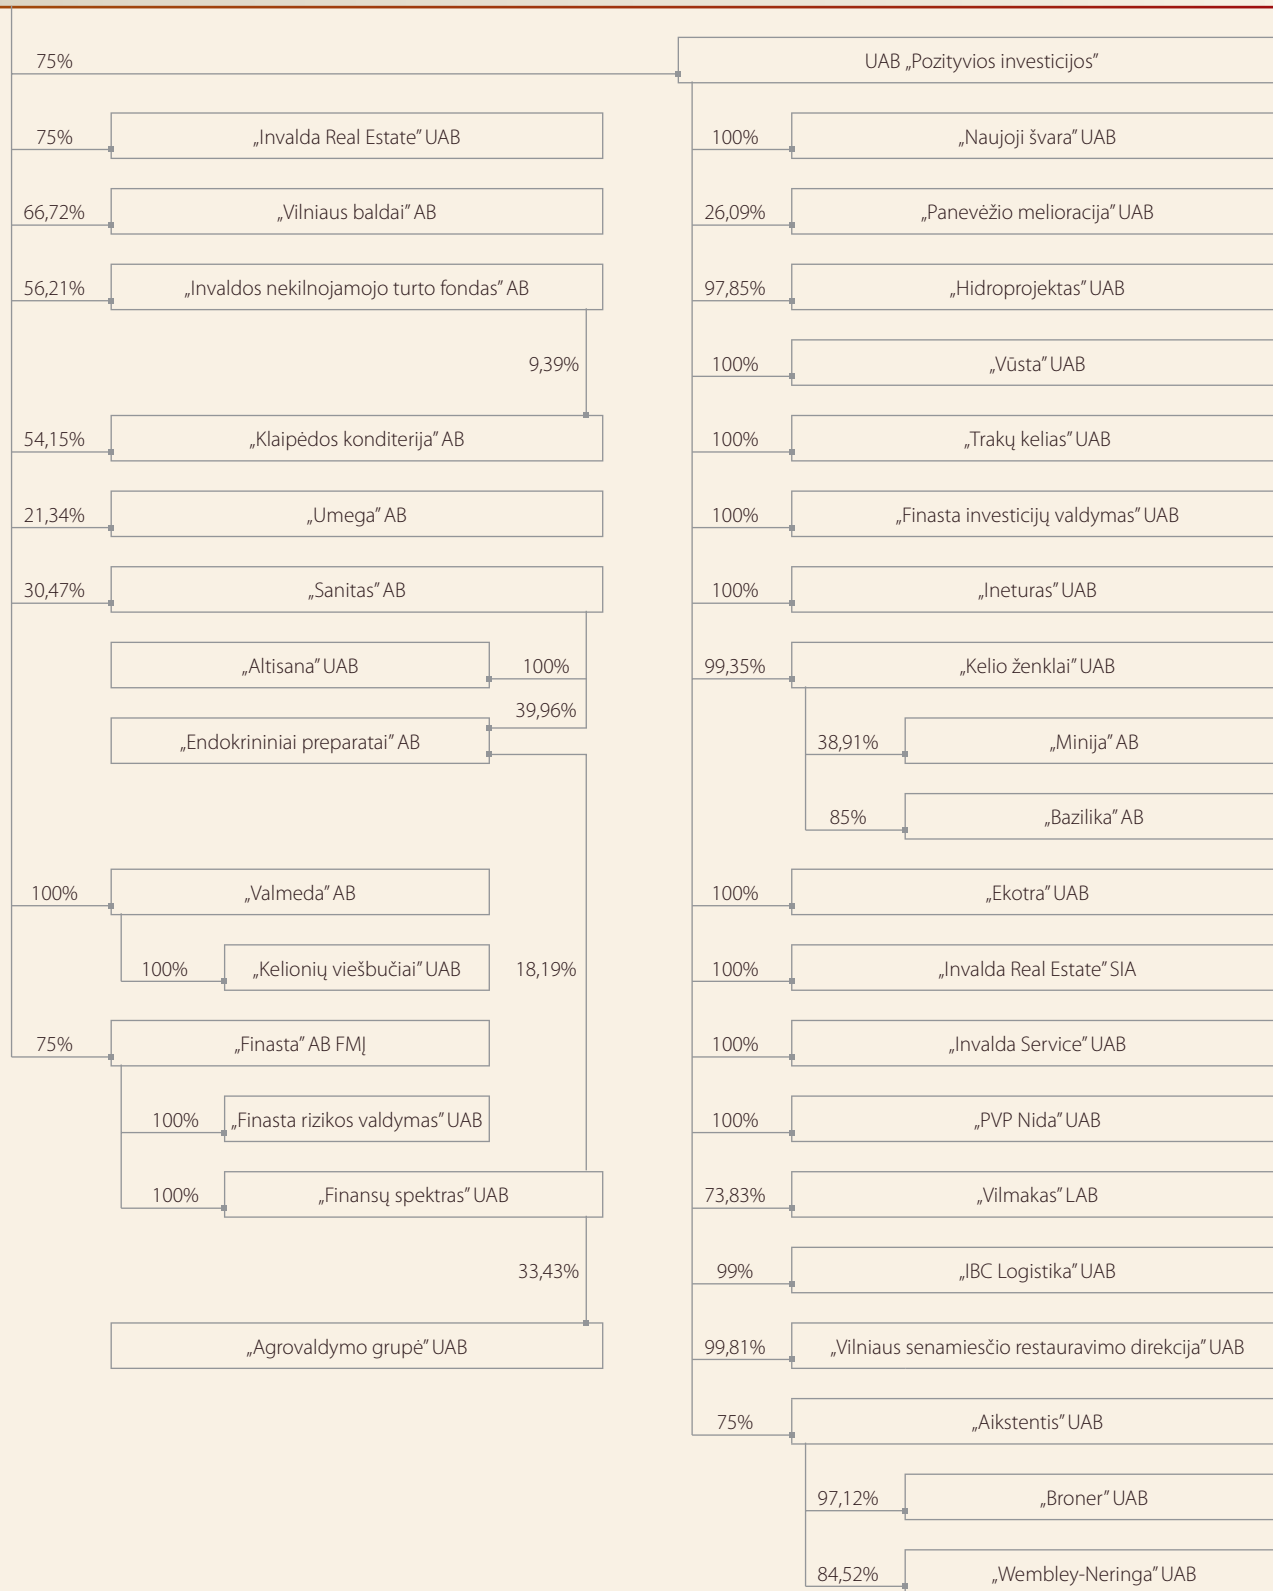 75%
UAB „Pozityvios investicijos”
75%
„Invalda Real Estate” UAB
66,72%
„Vilniaus baldai” AB
56,21%
„Invaldos nekilnojamojo turto fondas” AB
9,39%
54,15%
„Klaipėdos konditerija” AB
21,34%
„Umega” AB
30,47%
„Sanitas” AB
„Altisana” UAB
100%
39,96%
„Endokrininiai preparatai” AB
100%
„Valmeda” AB
100%
„Kelionių viešbučiai” UAB
18,19%
75%
„Finasta” AB FMĮ
100%
„Finasta rizikos valdymas” UAB
100%
„Finansų spektras” UAB
33,43%
„Agrovaldymo grupė” UAB
100%
„Naujoji švara” UAB
26,09%
„Panevėžio melioracija” UAB
97,85%
„Hidroprojektas” UAB
100%
„Vūsta” UAB
100%
„Trakų kelias” UAB
100%
„Finasta investicijų valdymas” UAB
100%
„Ineturas” UAB
99,35%
„Kelio ženklai” UAB
38,91%
„Minija” AB
85%
„Bazilika” AB
100%
„Ekotra” UAB
100%
„Invalda Real Estate” SIA
100%
„Invalda Service” UAB
100%
„PVP Nida” UAB
73,83%
„Vilmakas” LAB
99%
„IBC Logistika” UAB
99,81%
„Vilniaus senamiesčio restauravimo direkcija” UAB
75%
„Aikstentis” UAB
97,12%
„Broner” UAB
84,52%
„Wembley-Neringa” UAB